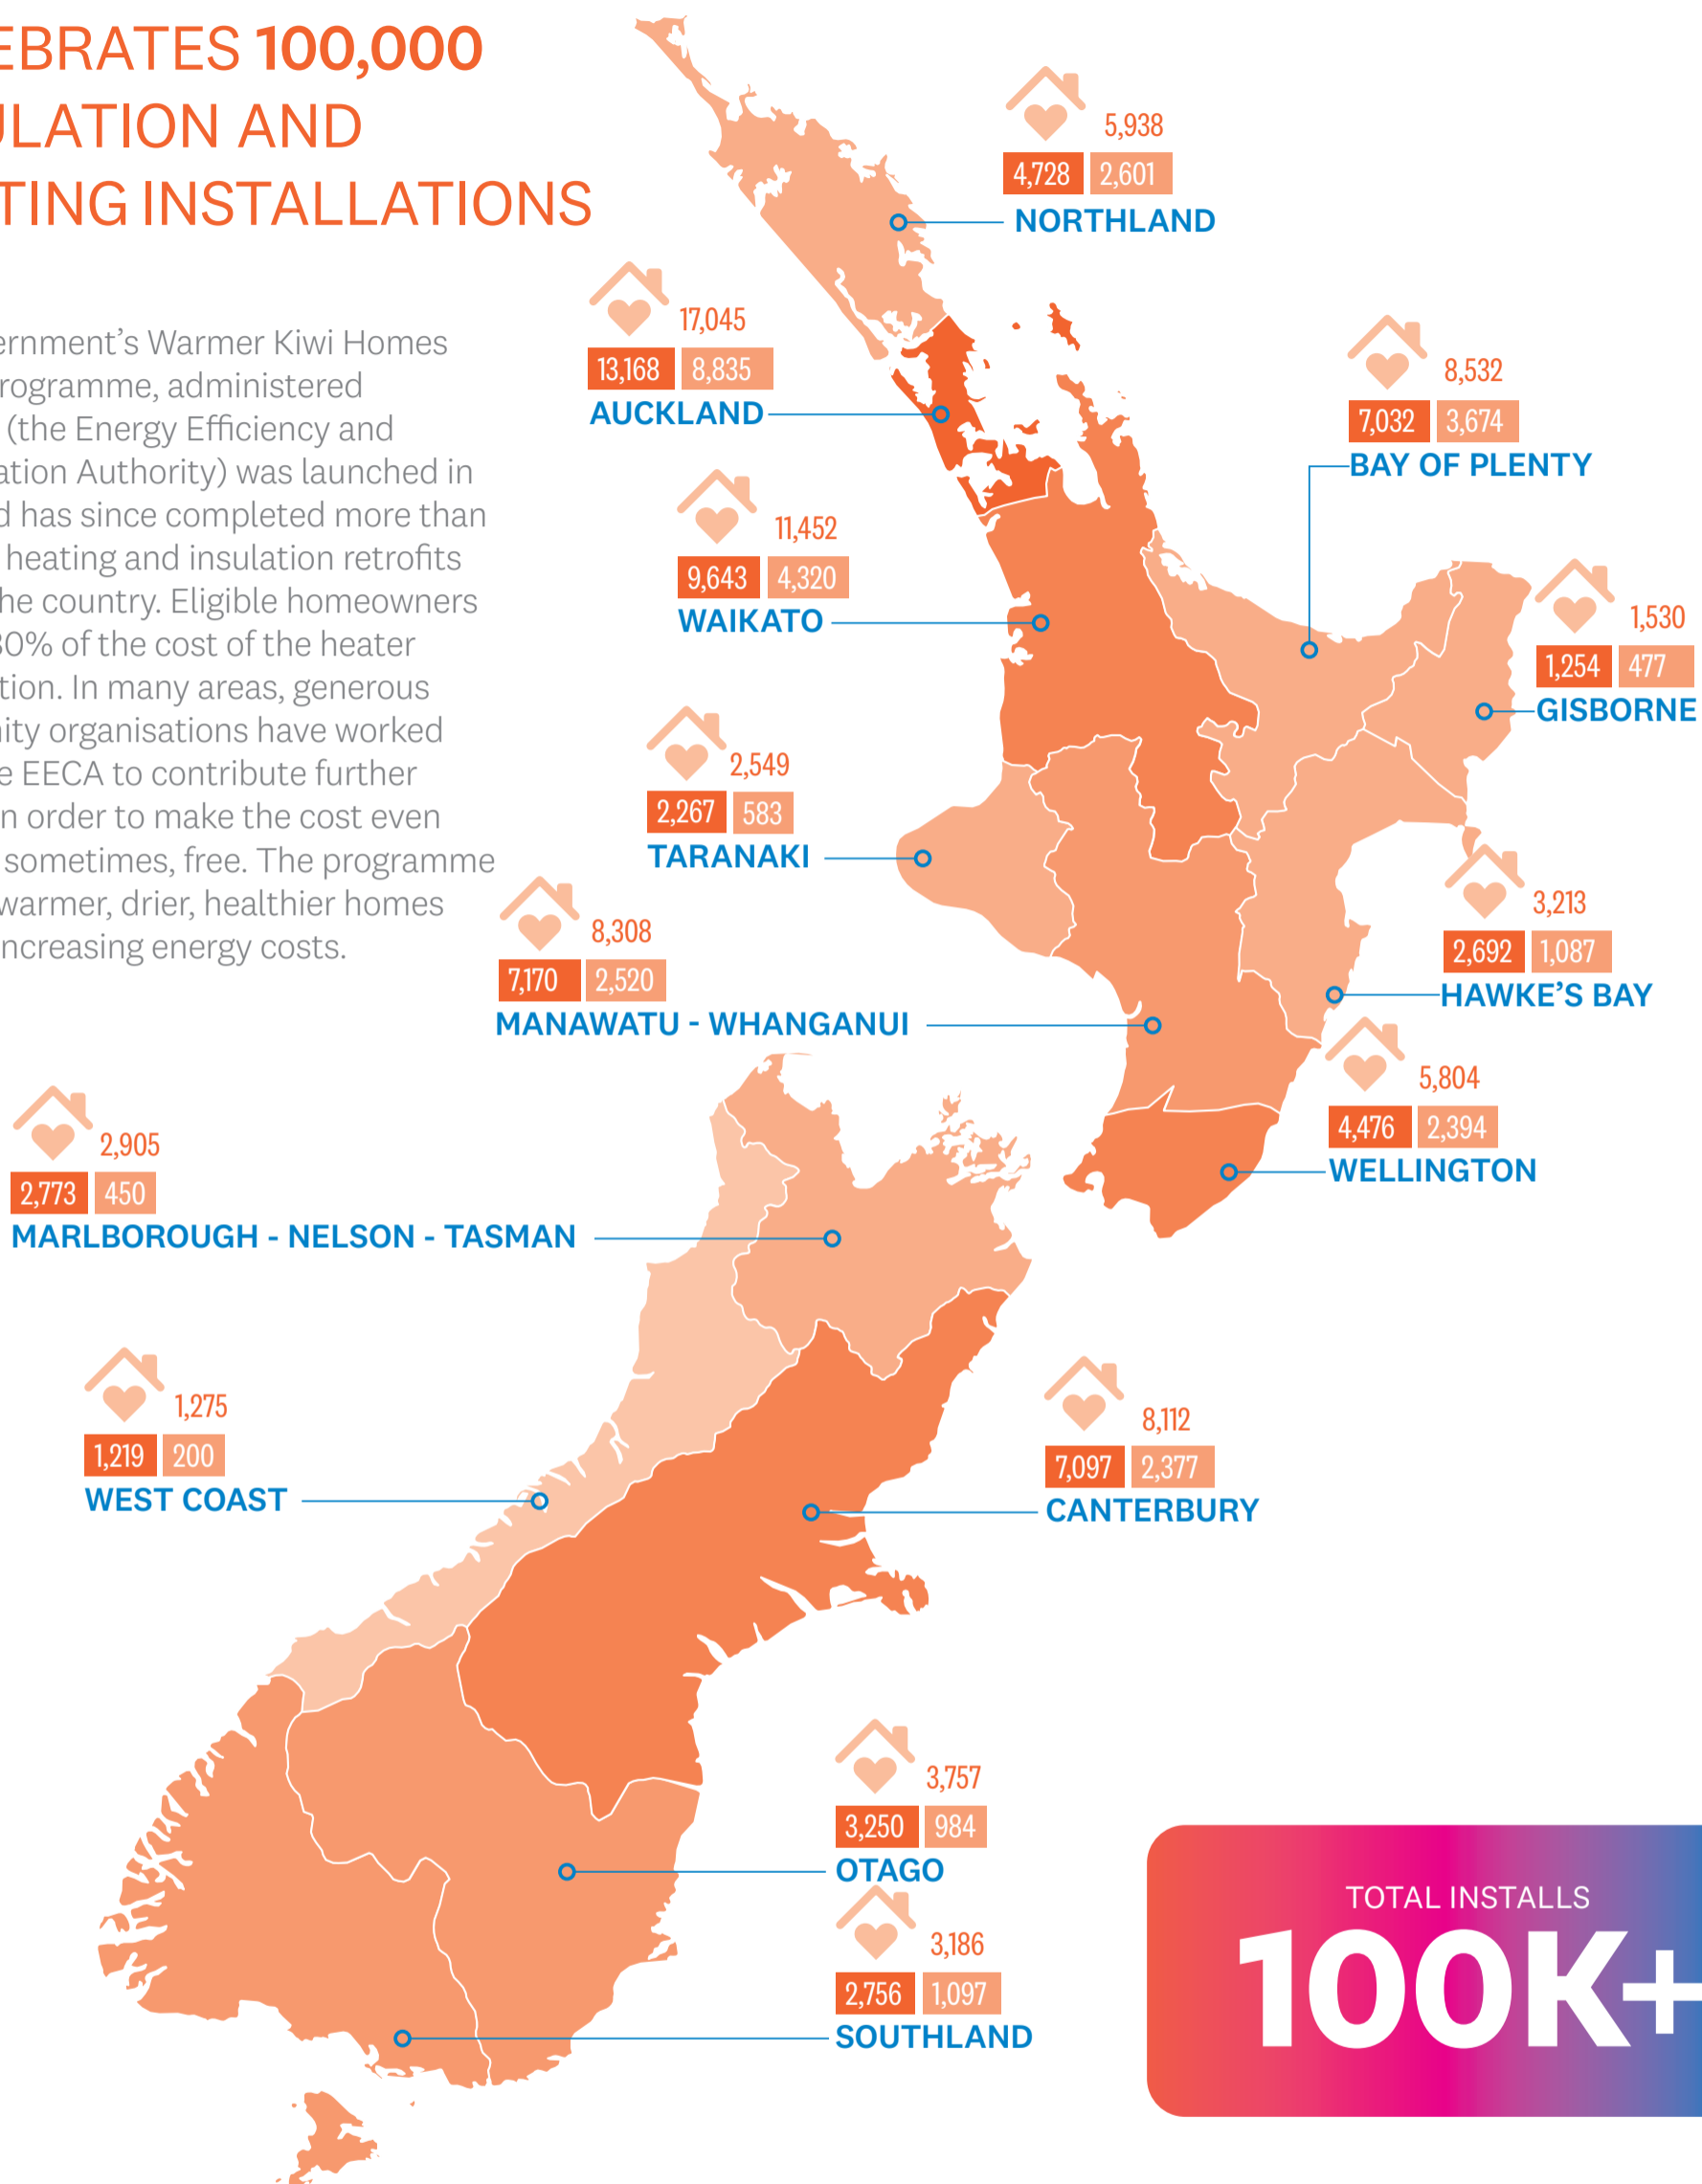 EBRATES 100,000
ULATION AND
TING INSTALLATIONS
ernment's Warmer Kiwi Homes
rogramme, administered
(the Energy Efficiency and
ation Authority) was launched in
d has since completed more than
heating and insulation retrofits
he country. Eligible homeowners
80% of the cost of the heater
tion. In many areas, generous
ity organisations have worked
e EECA to contribute further
n order to make the cost even
sometimes, free. The programme
warmer, drier, healthier homes
ncreasing energy costs.
5,938
4,728 2,601
NORTHLAND
17,045
13,168 8,835
AUCKLAND
8,532
7,032 3,674
BAY OF PLENTY
11,452
9,643 4,320
WAIKATO
1,530
1,254 477
GISBORNE
2,549
2,267 583
TARANAKI
3,213
2,692 1,087
HAWKE'S BAY
8,308
7,170 2,520
MANAWATU - WHANGANUI
5,804
4,476 2,394
WELLINGTON
2,905
2,773 450
MARLBOROUGH - NELSON - TASMAN
1,275
1,219 200
WEST COAST
8,112
7,097 2,377
CANTERBURY
3,757
3,250 984
OTAGO
3,186
2,756 1,097
SOUTHLAND
TOTAL INSTALLS
100K+